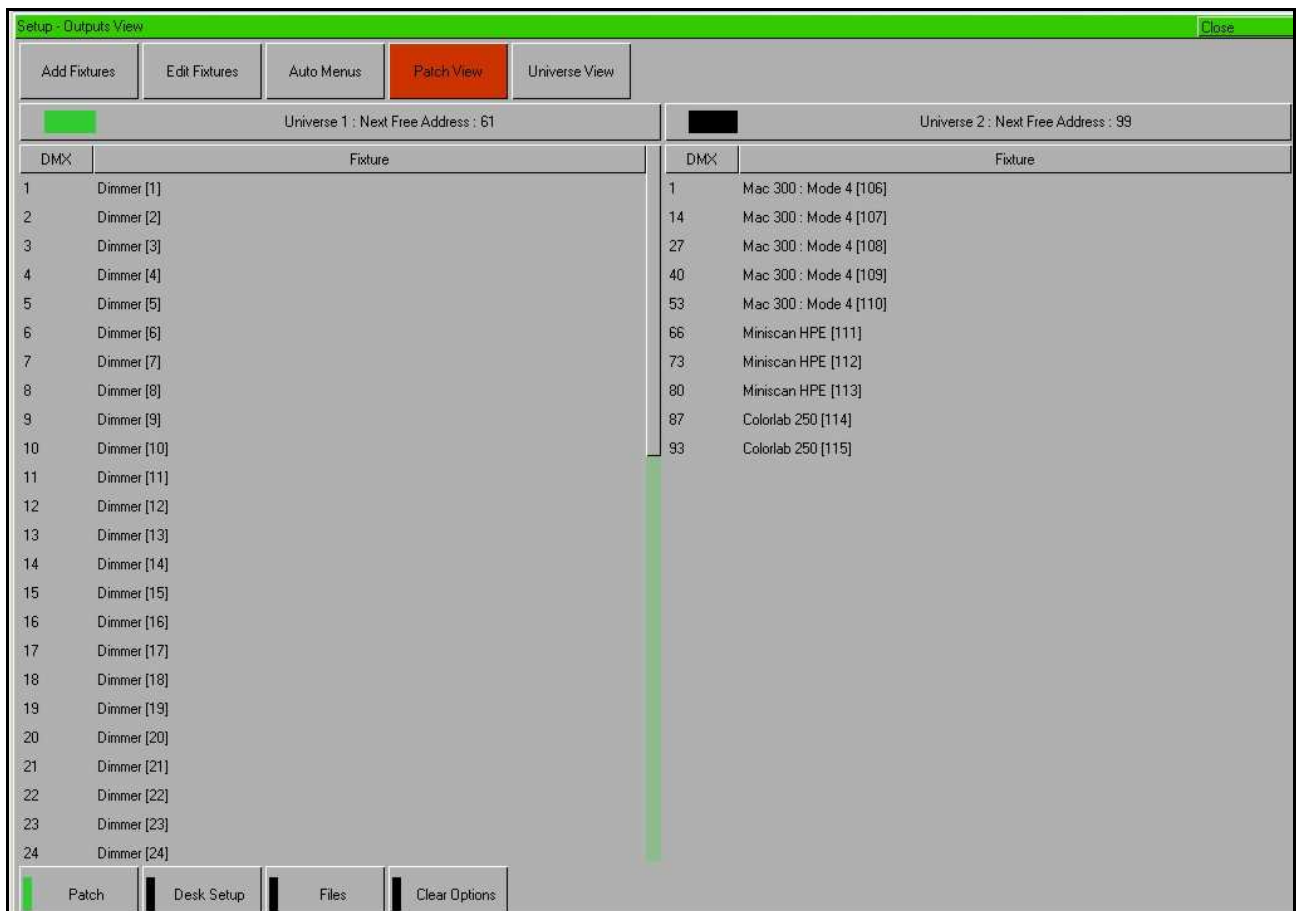 Setup - Outputs View Close
Add Fixtures Edit Fixtures Auto Menus Patch View Universe View
Universe 1 : Next Free Address : 61 Universe 2 : Next Free Address : 99
DMX Fixture DMX Fixture
1 Dimmer [1] 1 Mac 300 : Mode 4 [106]
2 Dimmer [2] 14 Mac 300 : Mode 4 [107]
3 Dimmer [3] 27 Mac 300 : Mode 4 [108]
4 Dimmer [4] 40 Mac 300 : Mode 4 [109]
5 Dimmer [5] 53 Mac 300 : Mode 4 [110]
6 Dimmer [6] 66 Miniscan HPE [111]
7 Dimmer [7] 73 Miniscan HPE [112]
8 Dimmer [8] 80 Miniscan HPE [113]
9 Dimmer [9] 87 Colorlab 250 [114]
10 Dimmer [10] 93 Colorlab 250 [115]
11 Dimmer [11]
12 Dimmer [12]
13 Dimmer [13]
14 Dimmer [14]
15 Dimmer [15]
16 Dimmer [16]
17 Dimmer [17]
18 Dimmer [18]
19 Dimmer [19]
20 Dimmer [20]
21 Dimmer [21]
22 Dimmer [22]
23 Dimmer [23]
24 Dimmer [24]
Patch Desk Setup Files Clear Options